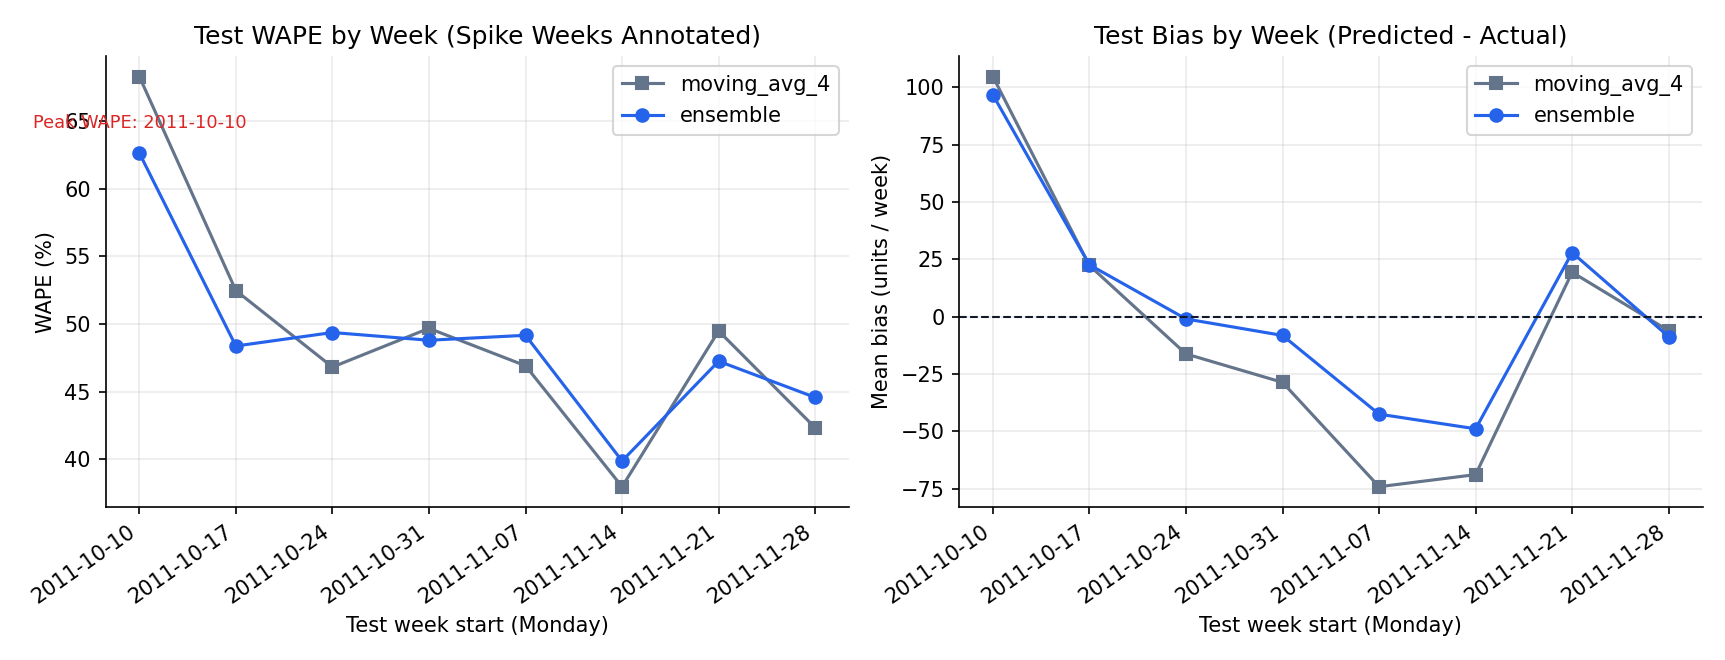 Test WAPE by Week (Spike Weeks Annotated)
moving_avg_4
ensemble
Peak WAPE: 2011-10-10
65
60
55
50
45
40
WAPE (%)
2011-10-10
2011-10-17
2011-10-24
2011-10-31
2011-11-07
2011-11-14
2011-11-21
2011-11-28
Test week start (Monday)
Test Bias by Week (Predicted - Actual)
moving_avg_4
ensemble
100
75
50
25
0
−25
−50
−75
Mean bias (units / week)
2011-10-10
2011-10-17
2011-10-24
2011-10-31
2011-11-07
2011-11-14
2011-11-21
2011-11-28
Test week start (Monday)